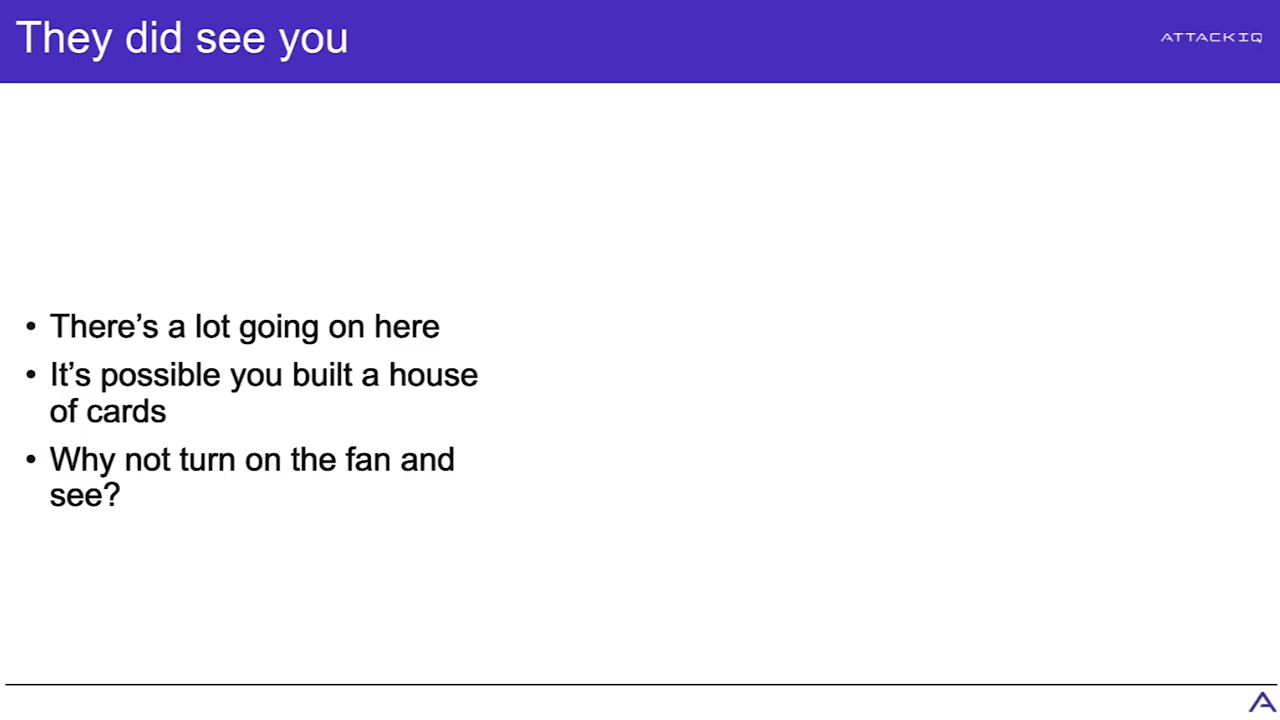 They did see you
ATTACKIQ
• There’s a lot going on here
• It’s possible you built a house
of cards
• Why not turn on the fan and
see?